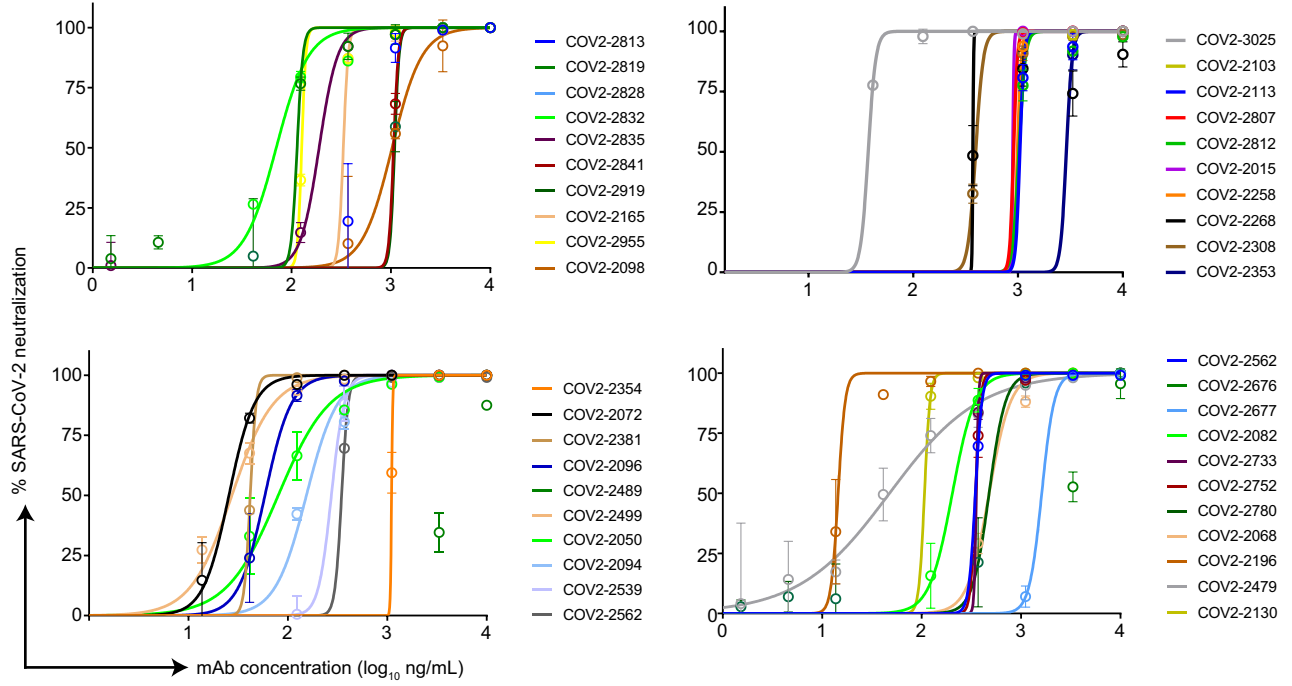 % SARS-CoV-2 neutralization
100
75
50
25
0
0 1 2 3 4
COV2-2813
COV2-2819
COV2-2828
COV2-2832
COV2-2835
COV2-2841
COV2-2919
COV2-2165
COV2-2955
COV2-2098
100
75
50
25
0
1 2 3 4
COV2-3025
COV2-2103
COV2-2113
COV2-2807
COV2-2812
COV2-2015
COV2-2258
COV2-2268
COV2-2308
COV2-2353
100
75
50
25
0
1 2 3 4
COV2-2354
COV2-2072
COV2-2381
COV2-2096
COV2-2489
COV2-2499
COV2-2050
COV2-2094
COV2-2539
COV2-2562
100
75
50
25
0
0 1 2 3 4
COV2-2562
COV2-2676
COV2-2677
COV2-2082
COV2-2733
COV2-2752
COV2-2780
COV2-2068
COV2-2196
COV2-2479
COV2-2130
mAb concentration (log₁₀ ng/mL)